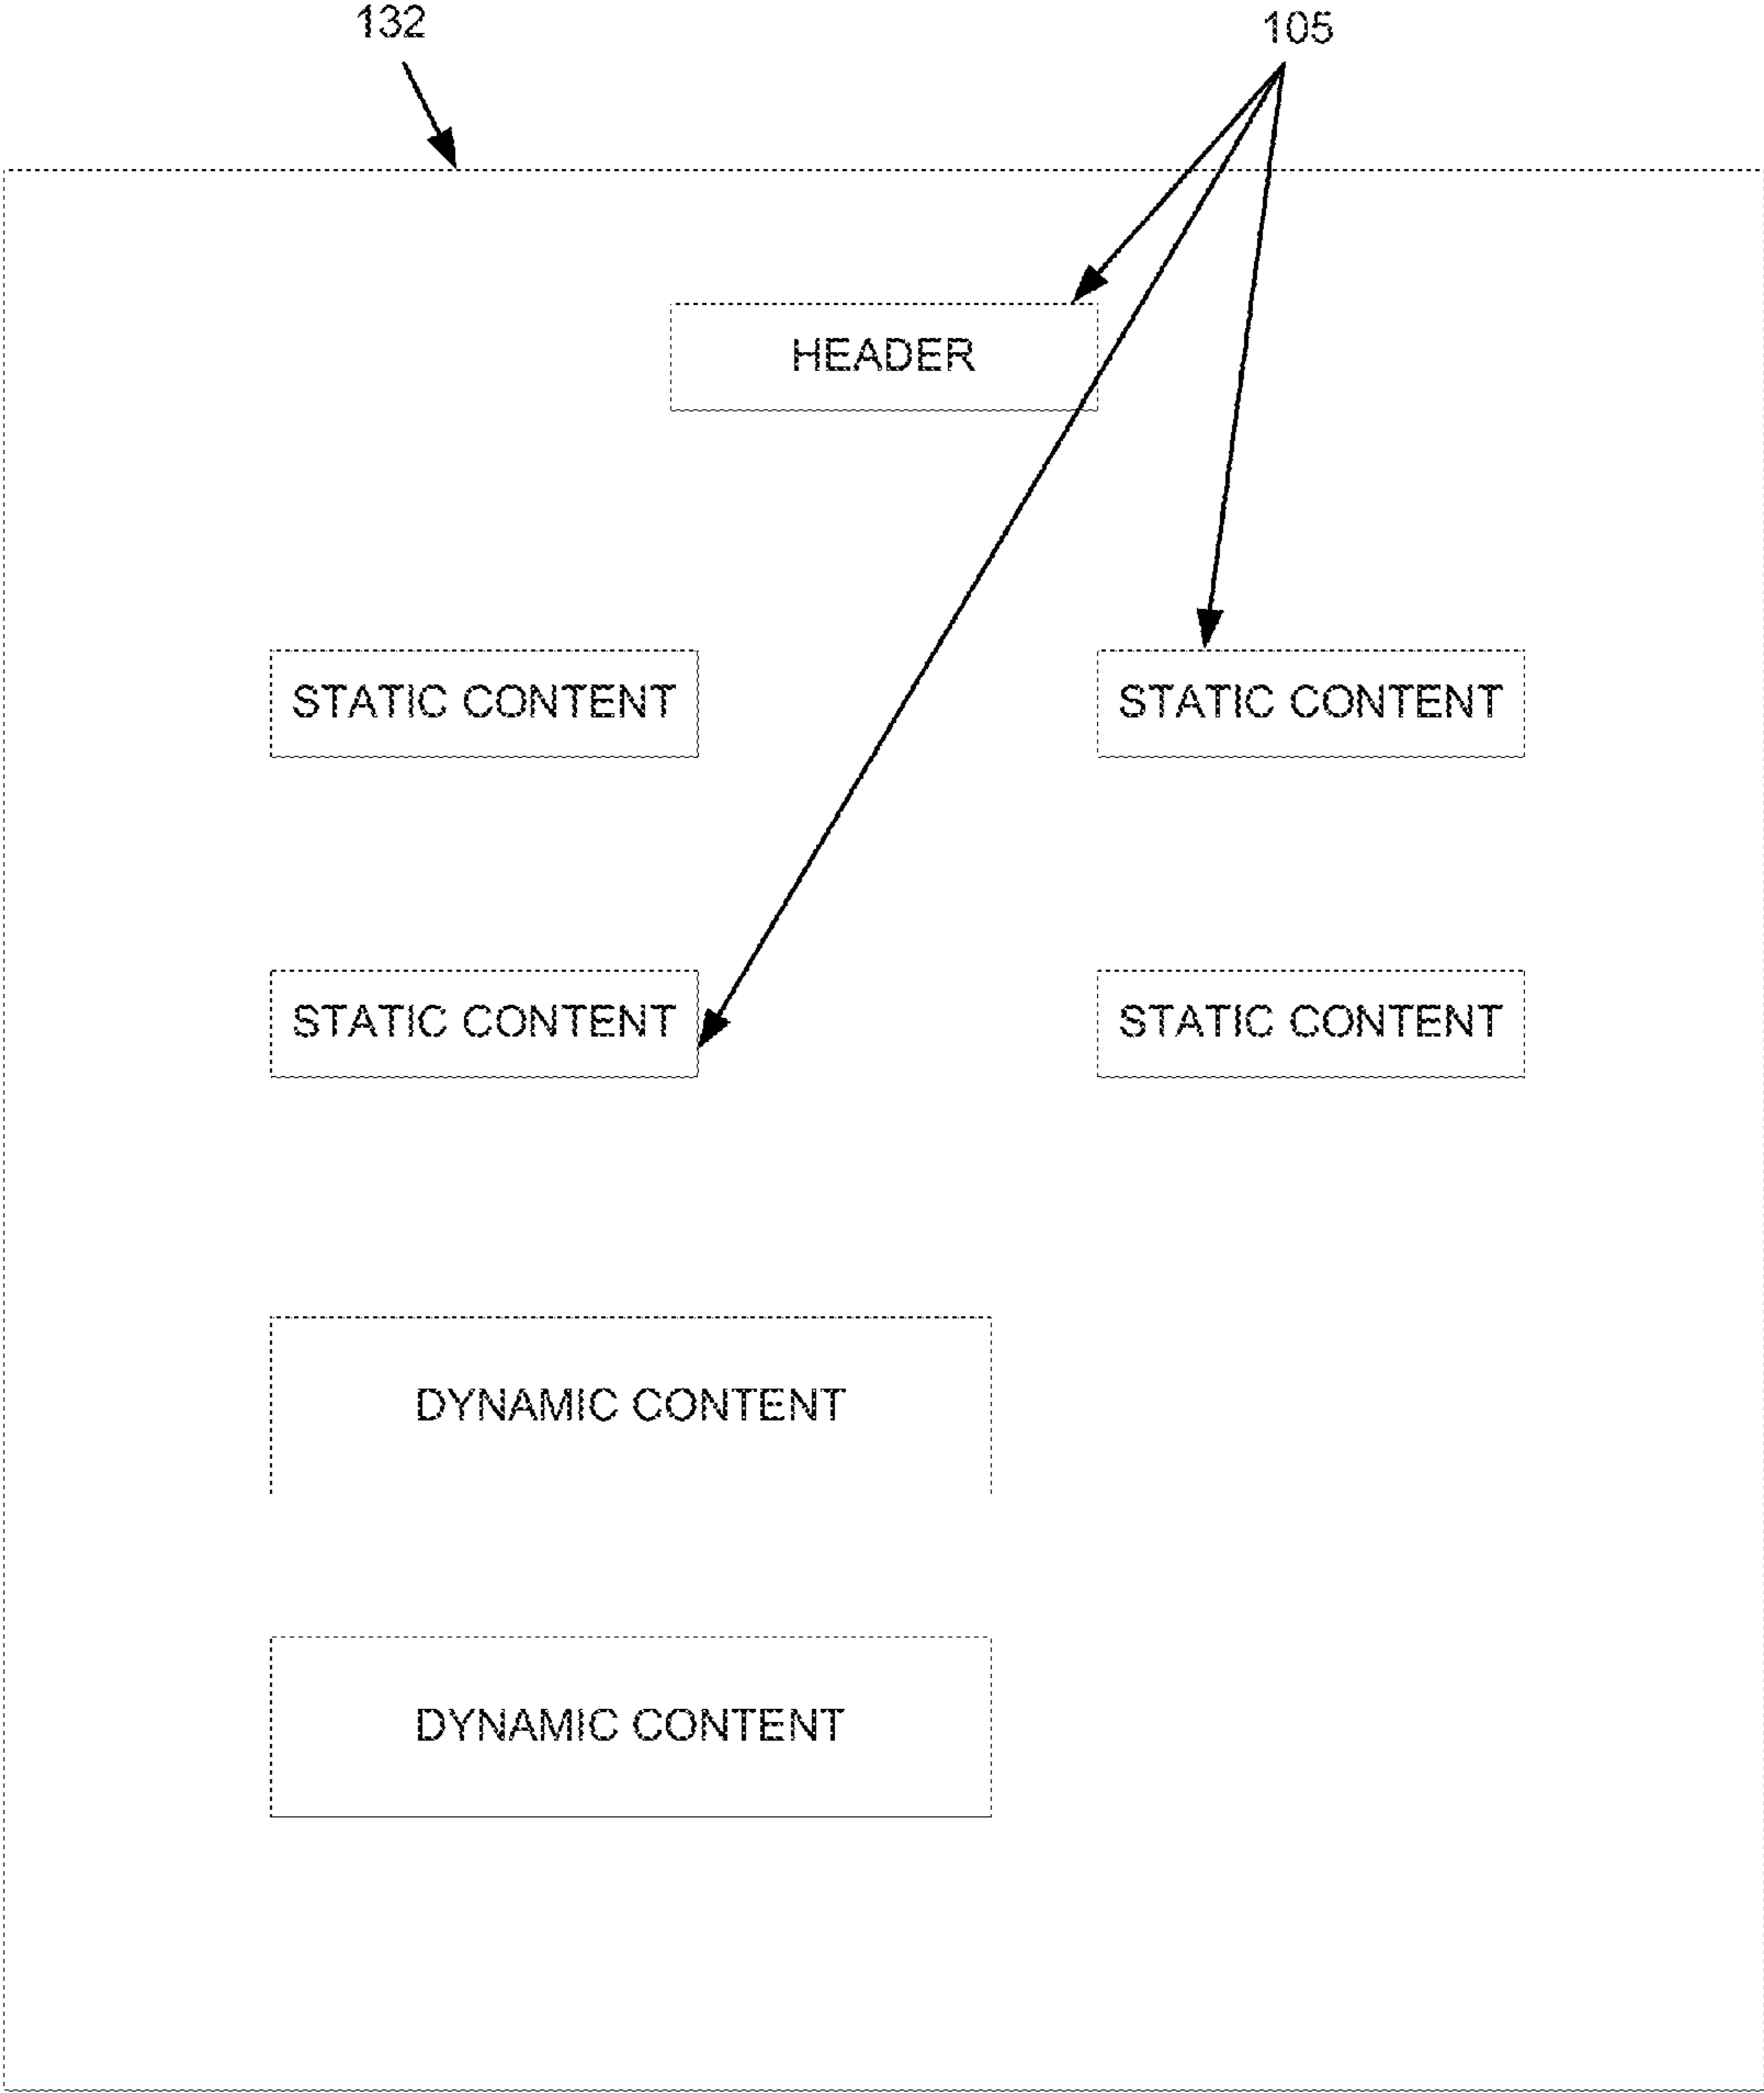 132 105
HEADER
STATIC CONTENT STATIC CONTENT
STATIC CONTENT STATIC CONTENT
DYNAMIC CONTENT
DYNAMIC CONTENT